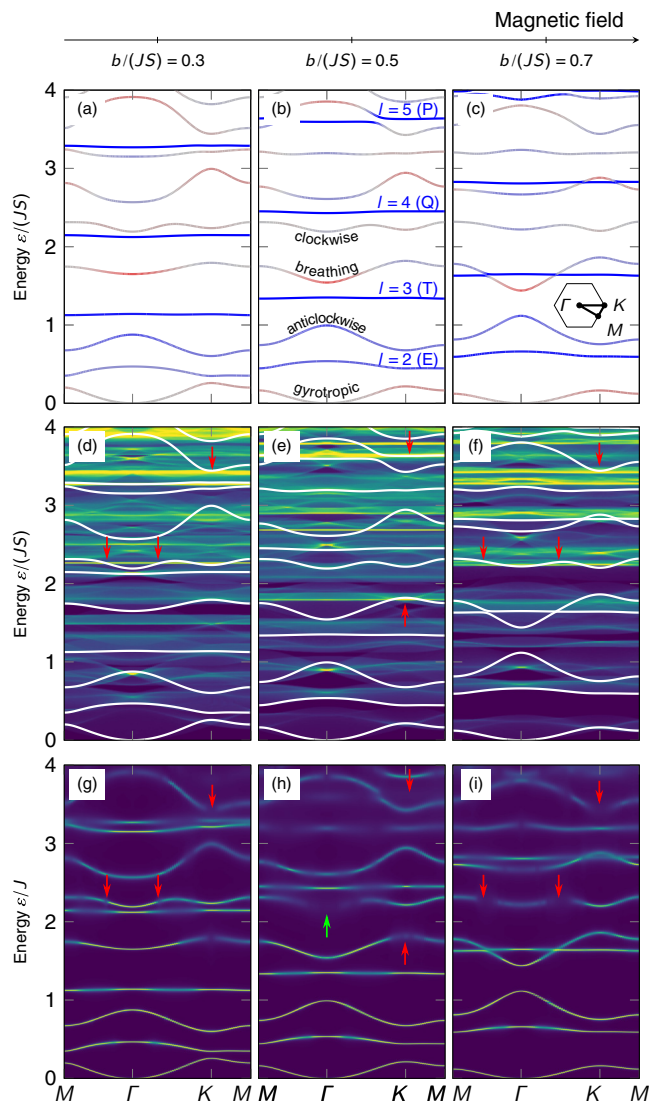 Magnetic field
b/(JS) = 0.3 b/(JS) = 0.5 b/(JS) = 0.7
4 (a) (b) (c)
l = 5 (P)
3
l = 4 (Q)
clockwise
2
breathing
l = 3 (T)
Γ K
M
1
anticlockwise
l = 2 (E)
gyrotropic
0
Energy ε/(JS)
4 (d) (e) (f)
3
2
1
0
Energy ε/(JS)
4 (g) (h) (i)
3
2
1
0
Energy ε/J
M Γ K M M Γ K M Γ K M